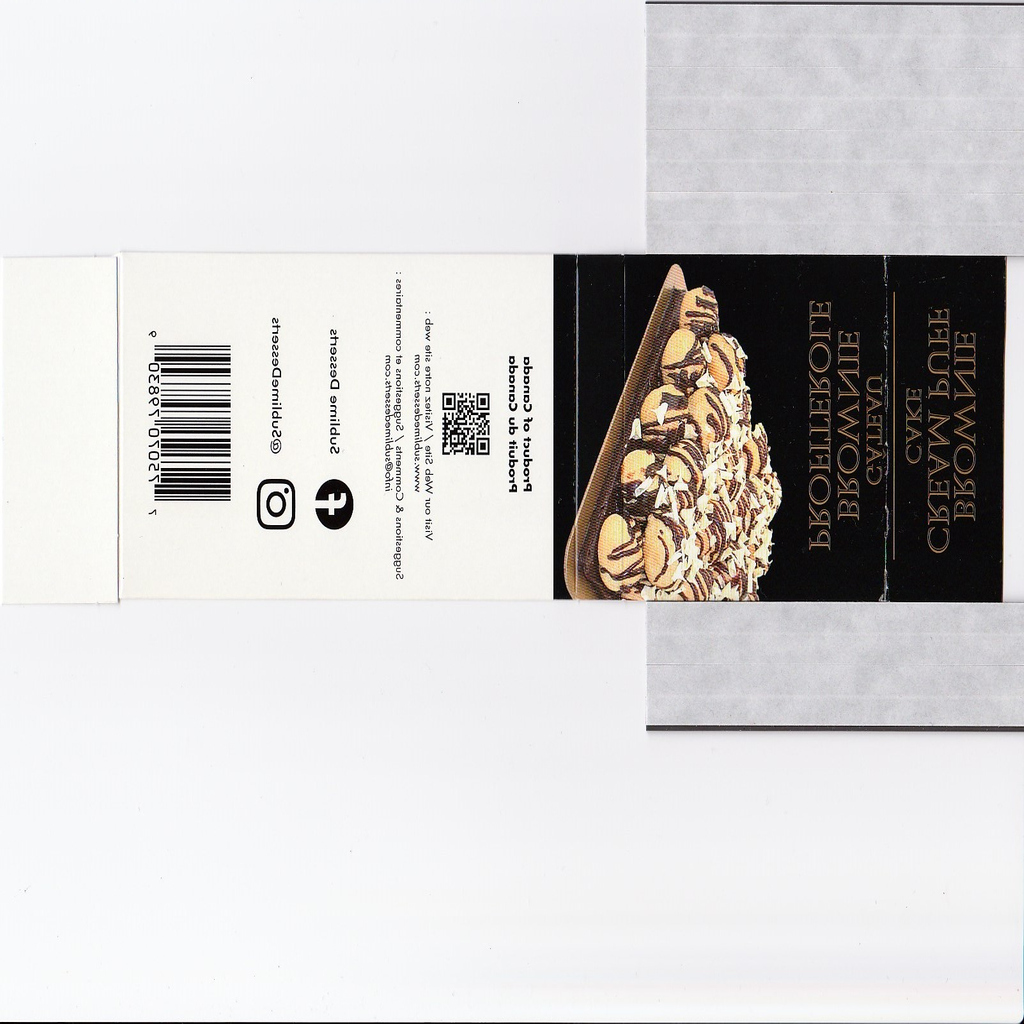 BROWNIE
CREAM PUFF
CAKE
GÂTEAU
BROWNIE
PROFITEROLE
Product of Canada
Produit du Canada
Visit our Web Site / Visitez notre site web :
www.sublimedesserts.com
Suggestions & Comments / Suggestions et commentaires :
info@sublimedesserts.com
Sublime Desserts
@SublimeDesserts